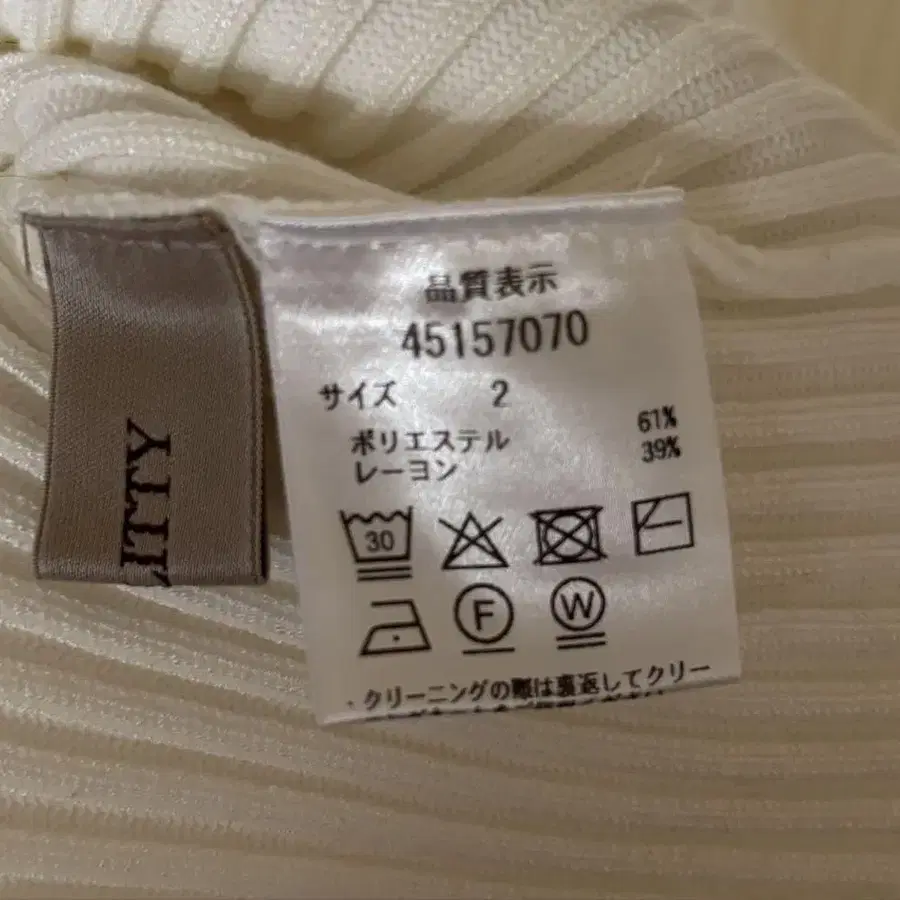 品質表示
45157070
サイズ 2
ポリエステル 61%
レーヨン 39%
30
F W
・クリーニングの際は裏返してクリー
ITTY